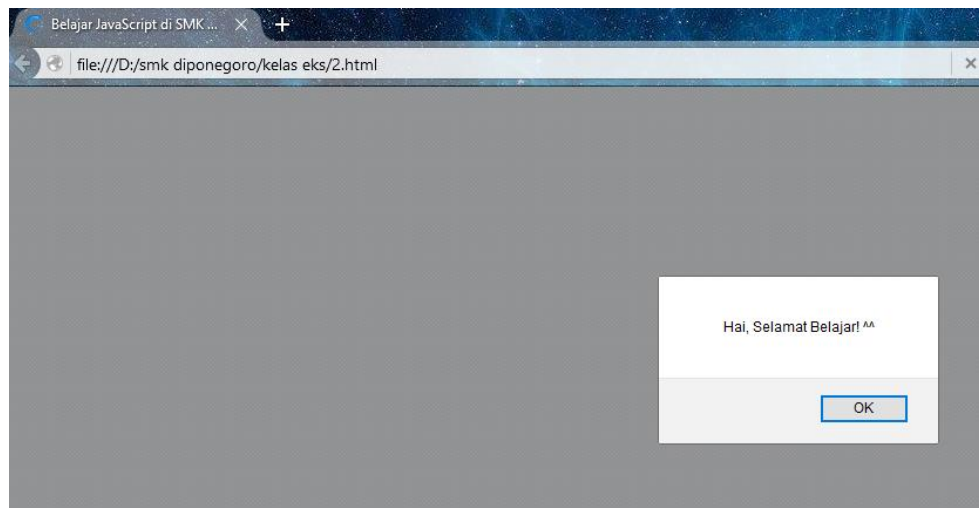 Belajar JavaScript di SMK ...
file:///D:/smk diponegoro/kelas eks/2.html
Hai, Selamat Belajar! ^^
OK